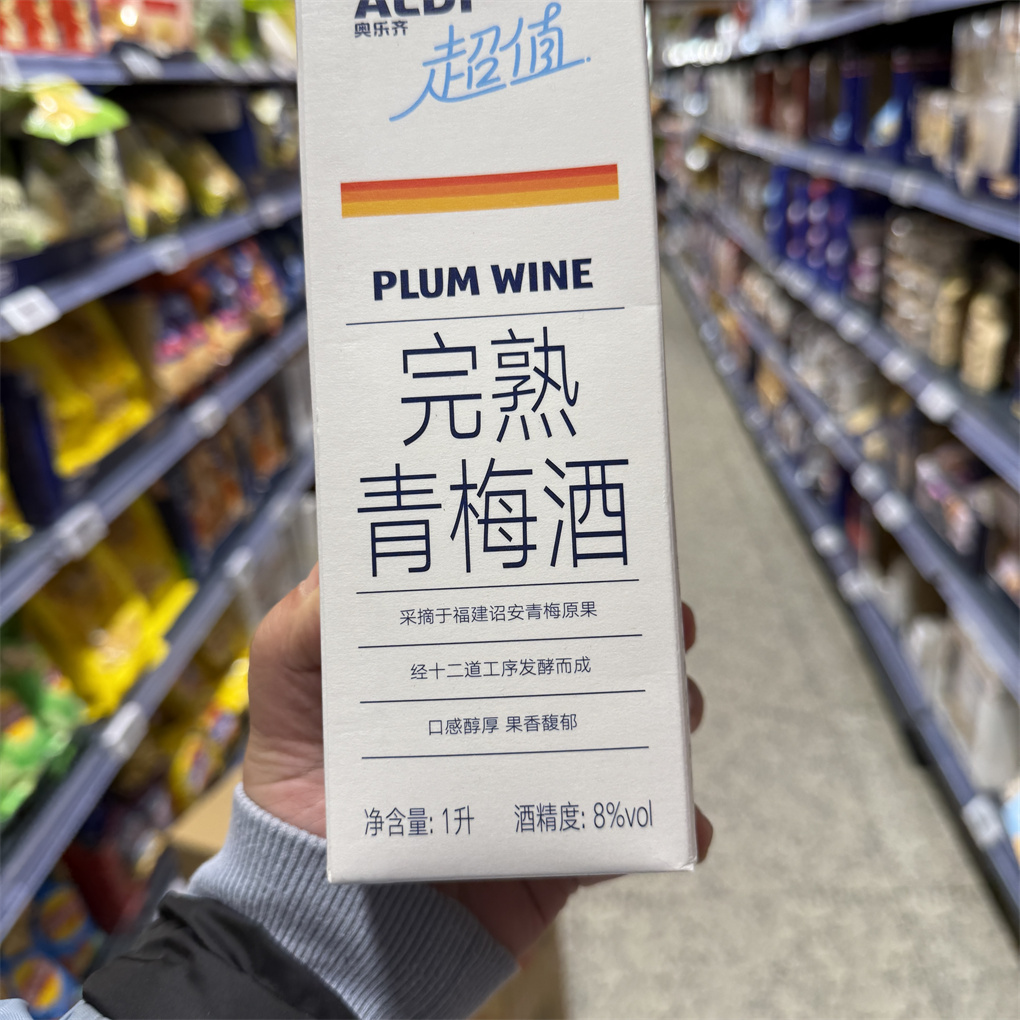 ALDI
奥乐齐
超值
PLUM WINE
完熟
青梅酒
采摘于福建诏安青梅原果
经十二道工序发酵而成
口感醇厚 果香馥郁
净含量: 1升 酒精度: 8%vol